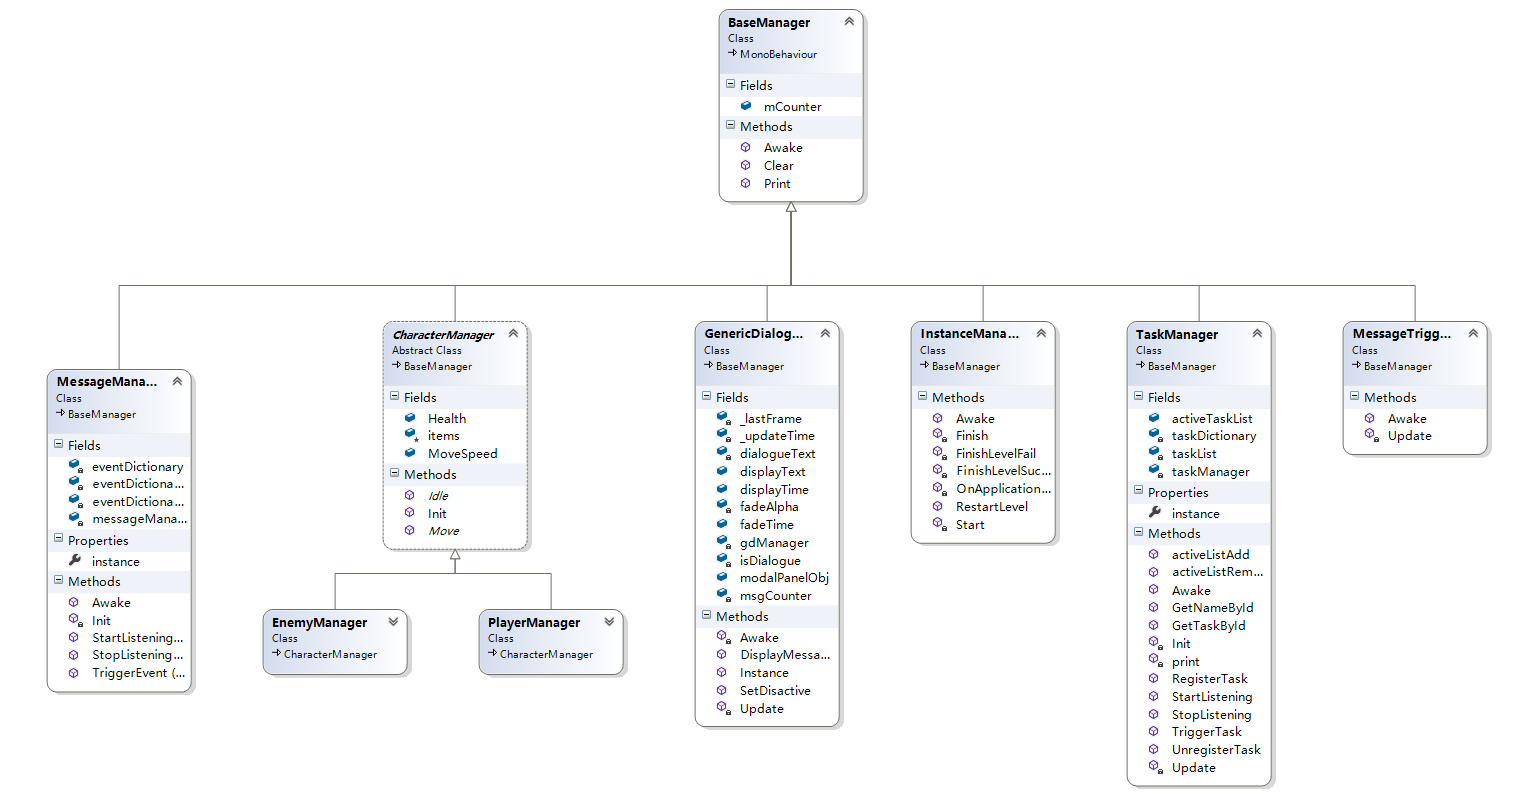 BaseManager
Class
MonoBehaviour
Fields
mCounter
Methods
Awake
Clear
Print
MessageMana...
Class
BaseManager
Fields
eventDictionary
eventDictiona...
eventDictiona...
messageMana...
Properties
instance
Methods
Awake
Init
StartListening...
StopListening...
TriggerEvent (...
CharacterManager
Abstract Class
BaseManager
Fields
Health
items
MoveSpeed
Methods
Idle
Init
Move
EnemyManager
Class
CharacterManager
PlayerManager
Class
CharacterManager
GenericDialog...
Class
BaseManager
Fields
_lastFrame
_updateTime
dialogueText
displayText
displayTime
fadeAlpha
fadeTime
gdManager
isDialogue
modalPanelObj
msgCounter
Methods
Awake
DisplayMessa...
Instance
SetDisactive
Update
InstanceMana...
Class
BaseManager
Methods
Awake
Finish
FinishLevelFail
FinishLevelSuc...
OnApplication...
RestartLevel
Start
TaskManager
Class
BaseManager
Fields
activeTaskList
taskDictionary
taskList
taskManager
Properties
instance
Methods
activeListAdd
activeListRem...
Awake
GetNameById
GetTaskById
Init
print
RegisterTask
StartListening
StopListening
TriggerTask
UnregisterTask
Update
MessageTrigg...
Class
BaseManager
Methods
Awake
Update